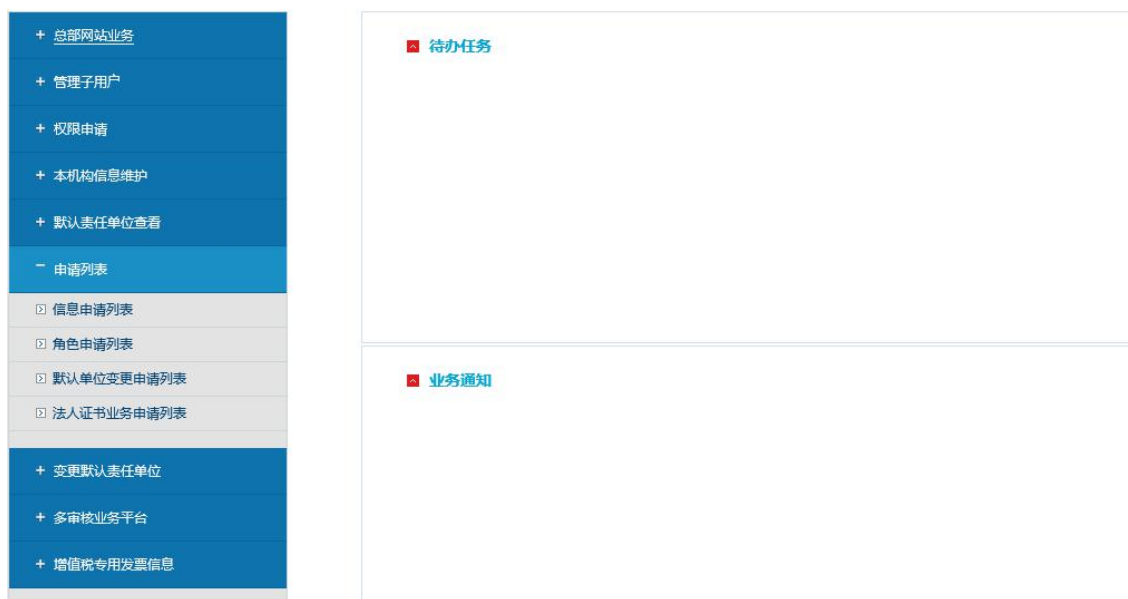 总部网站业务
管理子用户
权限申请
本机构信息维护
默认责任单位查看
申请列表
信息申请列表
角色申请列表
默认单位变更申请列表
法人证书业务申请列表
变更默认责任单位
多审核业务平台
增值税专用发票信息
待办任务
业务通知